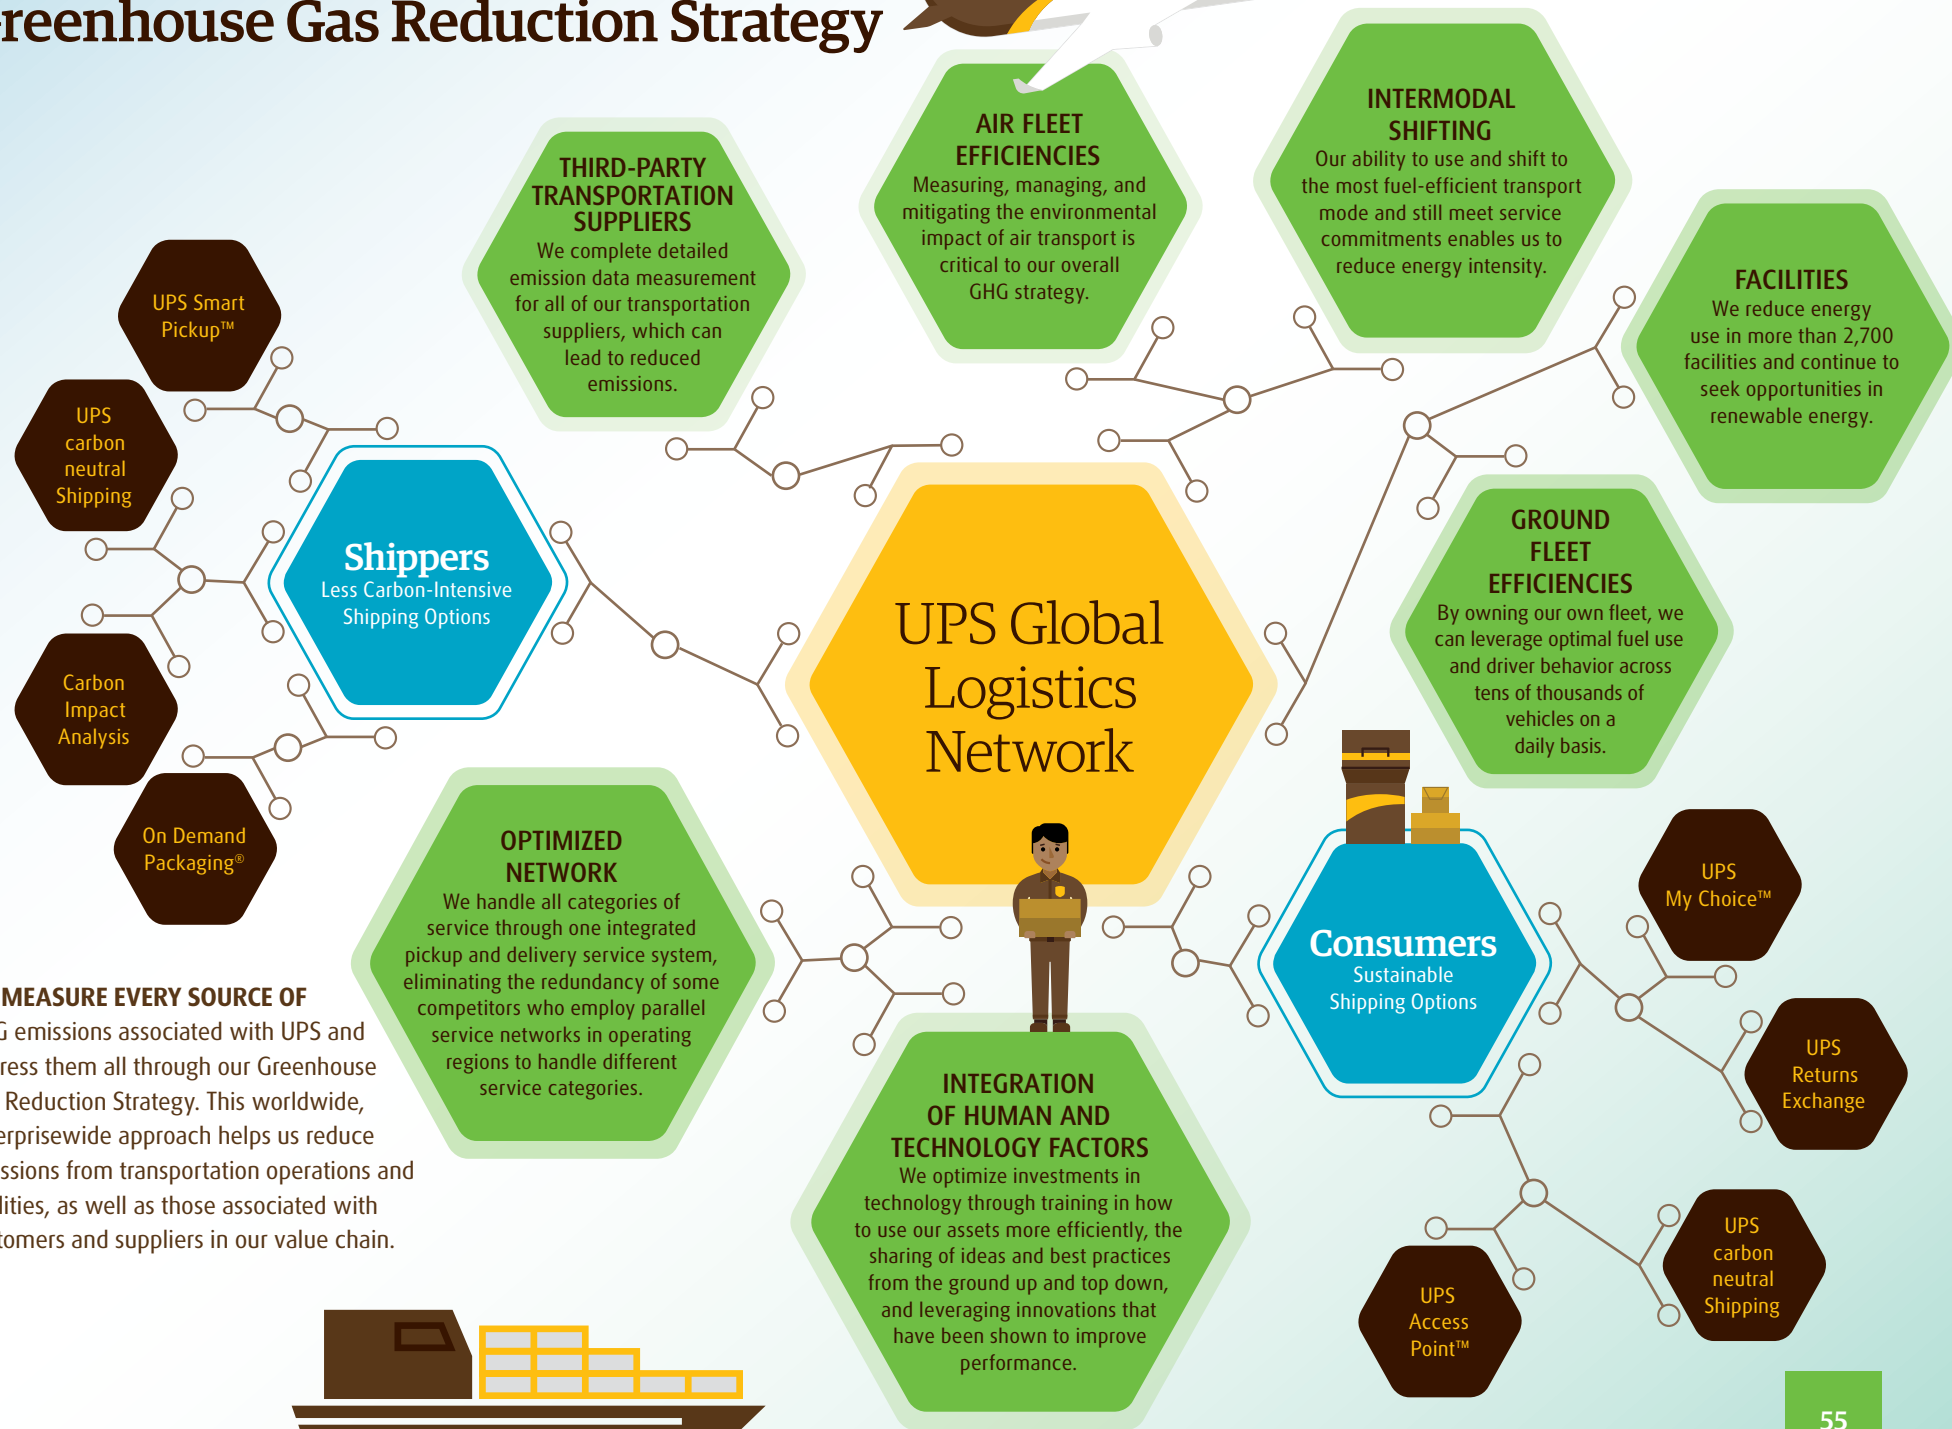 Greenhouse Gas Reduction Strategy
THIRD-PARTY
TRANSPORTATION
SUPPLIERS
We complete detailed
emission data measurement
for all of our transportation
suppliers, which can
lead to reduced
emissions.
AIR FLEET
EFFICIENCIES
Measuring, managing, and
mitigating the environmental
impact of air transport is
critical to our overall
GHG strategy.
INTERMODAL
SHIFTING
Our ability to use and shift to
the most fuel-efficient transport
mode and still meet service
commitments enables us to
reduce energy intensity.
FACILITIES
We reduce energy
use in more than 2,700
facilities and continue to
seek opportunities in
renewable energy.
UPS Smart
Pickup™
UPS
carbon
neutral
Shipping
Shippers
Less Carbon-Intensive
Shipping Options
Carbon
Impact
Analysis
On Demand
Packaging®
UPS Global
Logistics
Network
GROUND
FLEET
EFFICIENCIES
By owning our own fleet, we
can leverage optimal fuel use
and driver behavior across
tens of thousands of
vehicles on a
daily basis.
OPTIMIZED
NETWORK
We handle all categories of
service through one integrated
pickup and delivery service system,
eliminating the redundancy of some
competitors who employ parallel
service networks in operating
regions to handle different
service categories.
Consumers
Sustainable
Shipping Options
UPS
My Choice™
UPS
Returns
Exchange
UPS
carbon
neutral
Shipping
UPS
Access
Point™
INTEGRATION
OF HUMAN AND
TECHNOLOGY FACTORS
We optimize investments in
technology through training in how
to use our assets more efficiently, the
sharing of ideas and best practices
from the ground up and top down,
and leveraging innovations that
have been shown to improve
performance.
MEASURE EVERY SOURCE OF
G emissions associated with UPS and
ress them all through our Greenhouse
Reduction Strategy. This worldwide,
erprisewide approach helps us reduce
ssions from transportation operations and
lities, as well as those associated with
tomers and suppliers in our value chain.
55